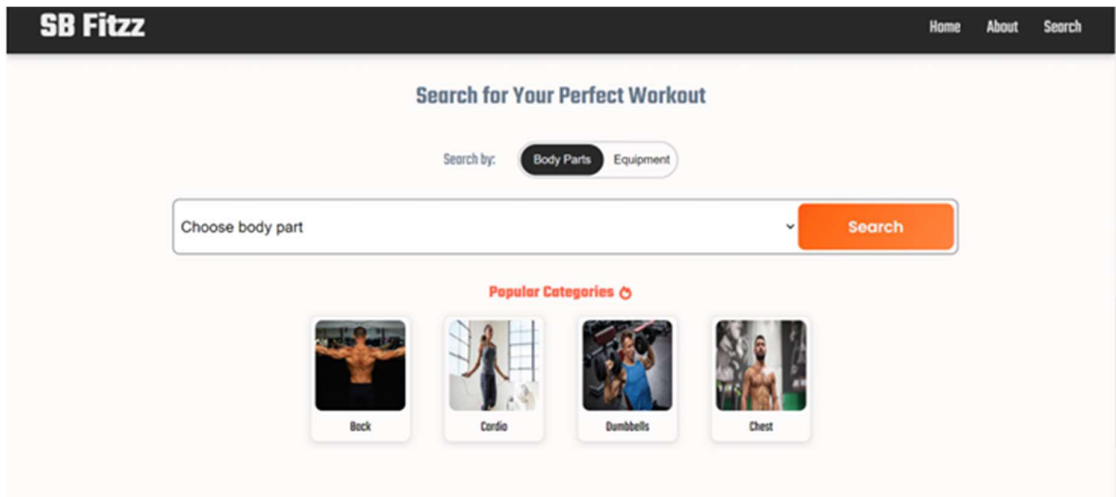 SB Fitzz
Home About Search
Search for Your Perfect Workout
Search by: Body Parts Equipment
Choose body part Search
Popular Categories
Back Cardio Dumbbells Chest